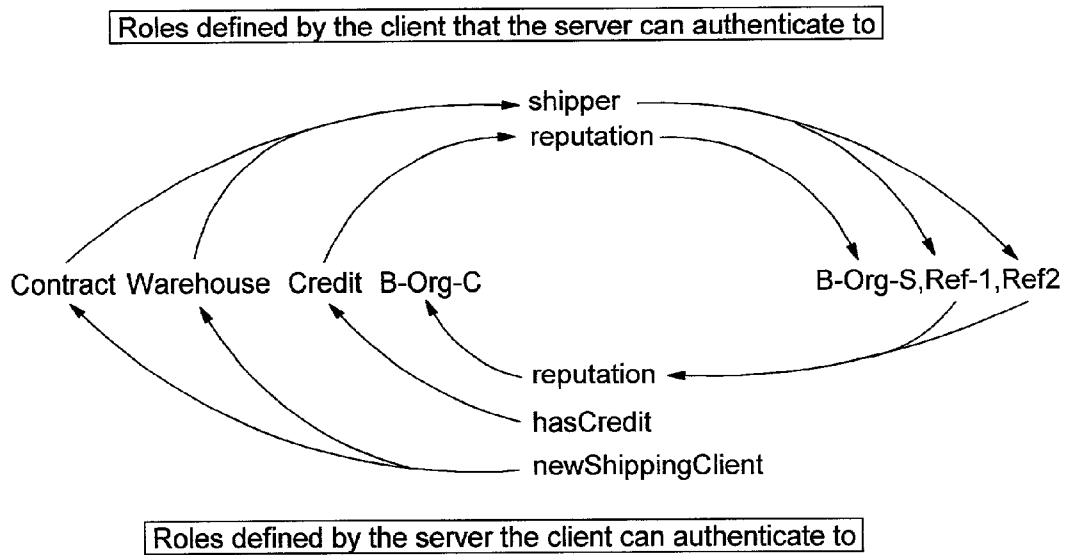 Roles defined by the client that the server can authenticate to
shipper
reputation
Contract Warehouse Credit B-Org-C B-Org-S,Ref-1,Ref2
reputation
hasCredit
newShippingClient
Roles defined by the server the client can authenticate to